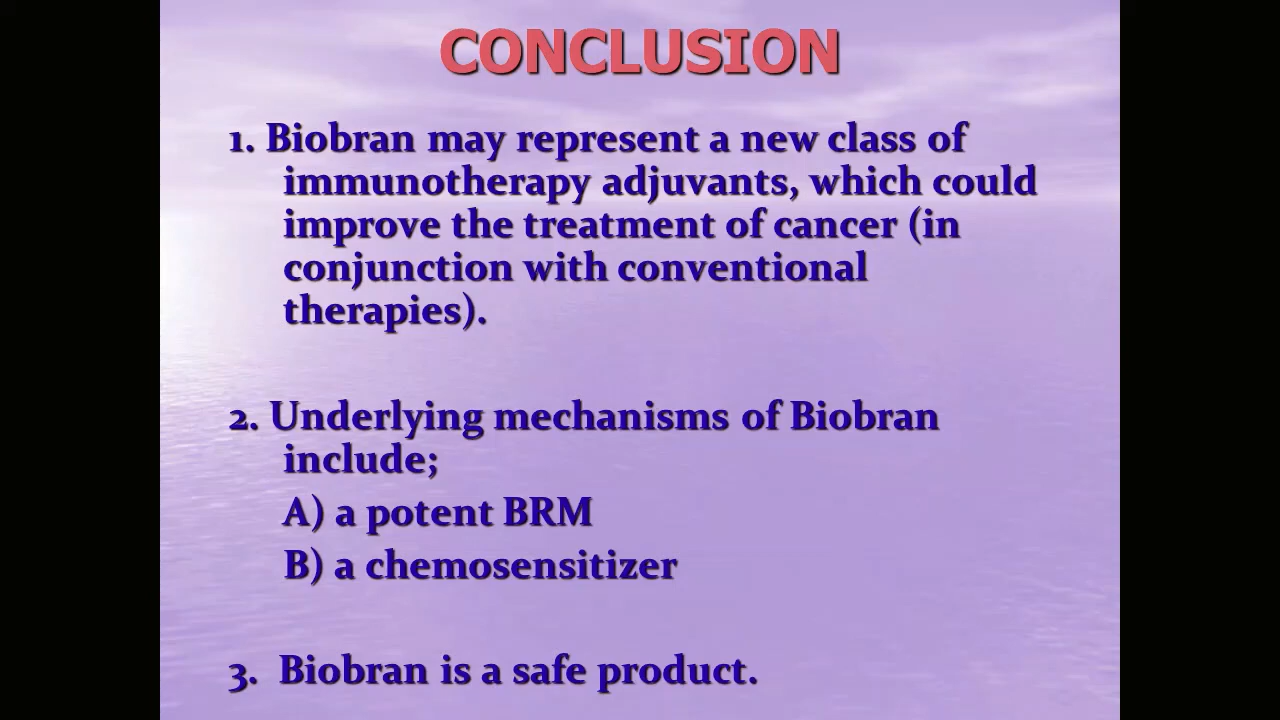 CONCLUSION
1. Biobran may represent a new class of
immunotherapy adjuvants, which could
improve the treatment of cancer (in
conjunction with conventional
therapies).
2. Underlying mechanisms of Biobran
include;
A) a potent BRM
B) a chemosensitizer
3. Biobran is a safe product.